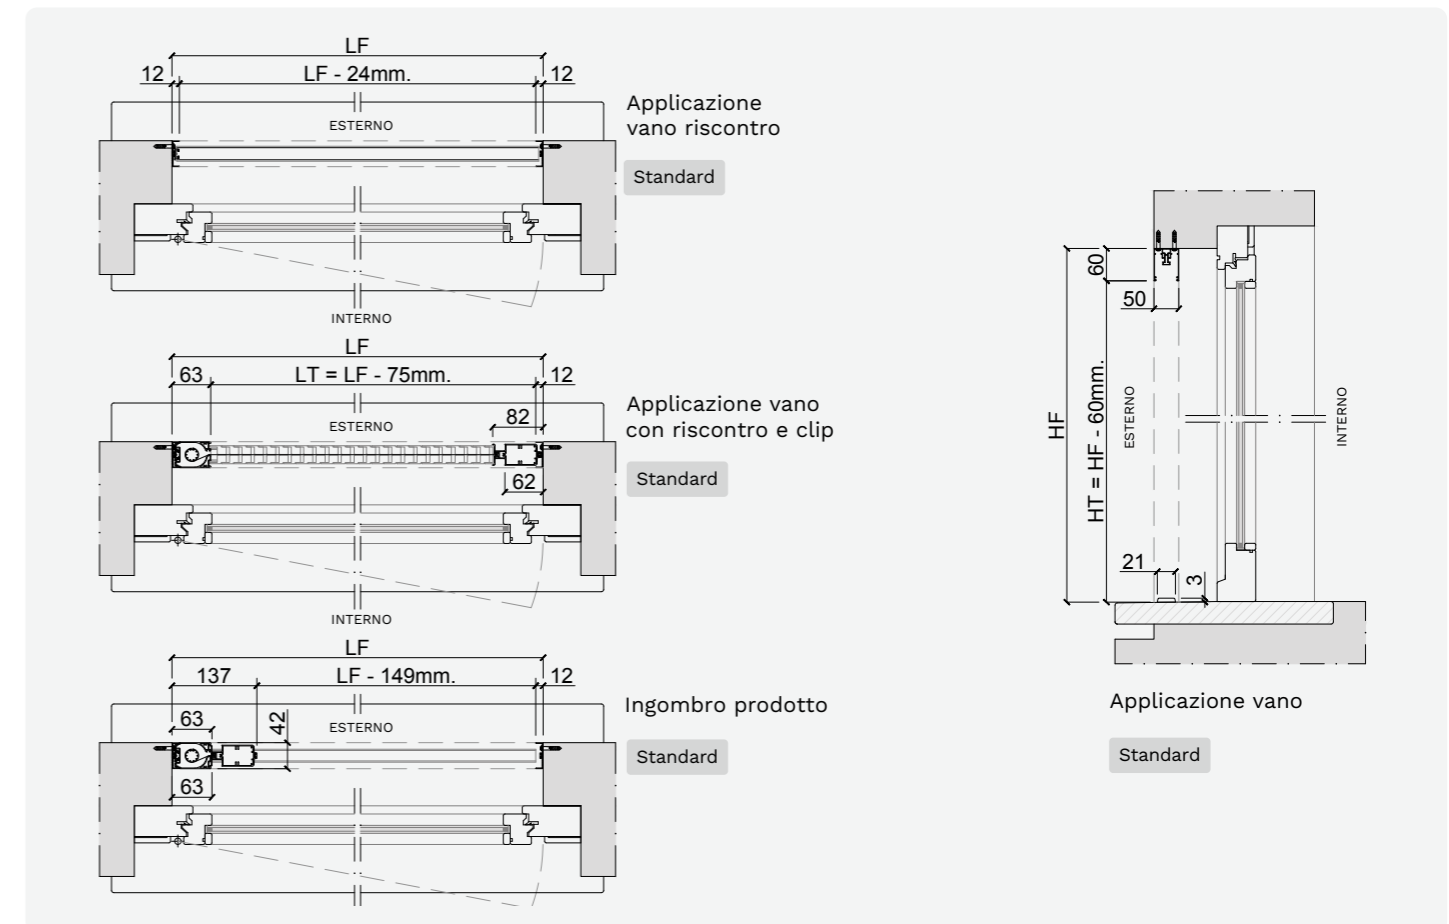 LF
12
LF - 24mm.
12
ESTERNO
Applicazione
vano riscontro
Standard
INTERNO
LF
63
LT = LF - 75mm.
12
82
ESTERNO
62
Applicazione vano
con riscontro e clip
Standard
INTERNO
LF
137
LF - 149mm.
12
63
42
ESTERNO
63
Ingombro prodotto
Standard
60
50
HF
HT = HF - 60mm.
ESTERNO
INTERNO
21
3
Applicazione vano
Standard